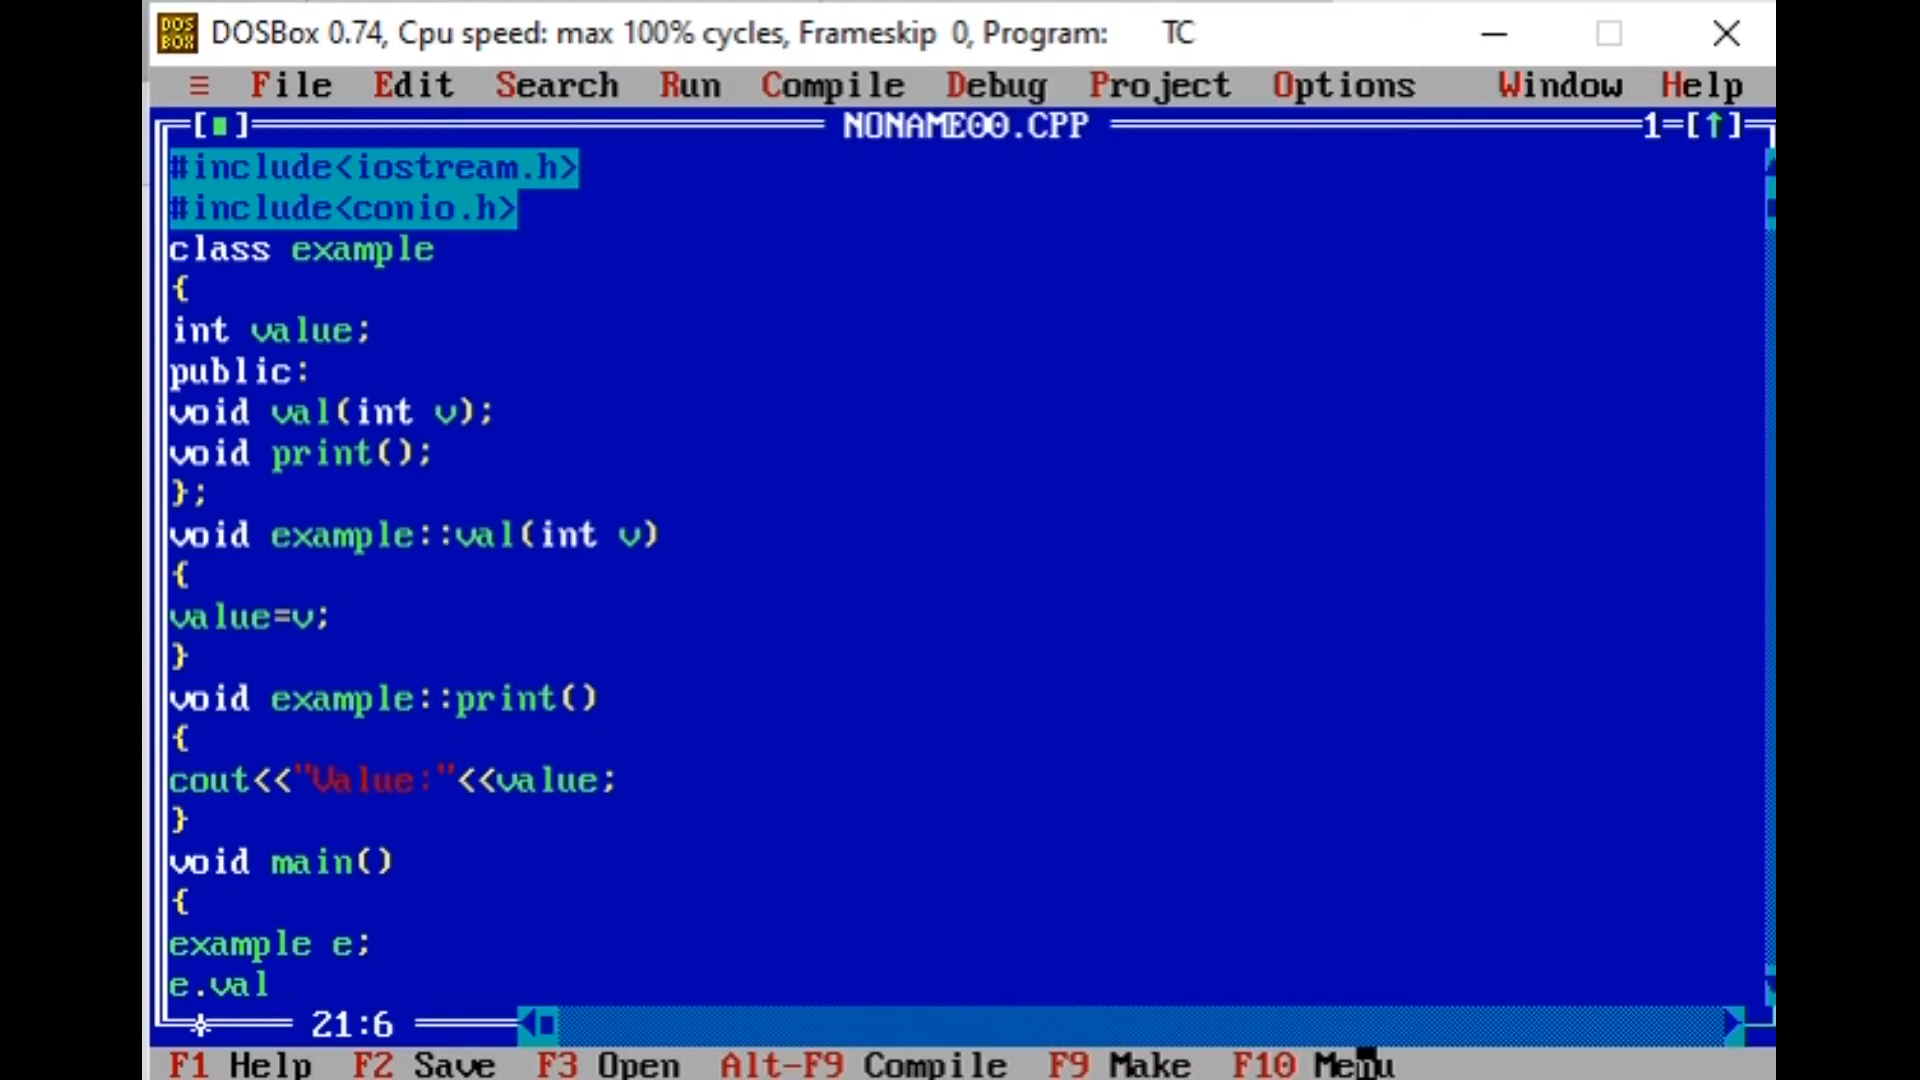 DOS BOX DOSBox 0.74, Cpu speed: max 100% cycles, Frameskip 0, Program: TC
≡ File Edit Search Run Compile Debug Project Options Window Help
[■] NONAME00.CPP 1=[↑]
#include<iostream.h>
#include<conio.h>
class example
{
int value;
public:
void val(int v);
void print();
};
void example::val(int v)
{
value=v;
}
void example::print()
{
cout<<"Value:"<<value;
}
void main()
{
example e;
e.val
21:6
F1 Help F2 Save F3 Open Alt-F9 Compile F9 Make F10 Menu